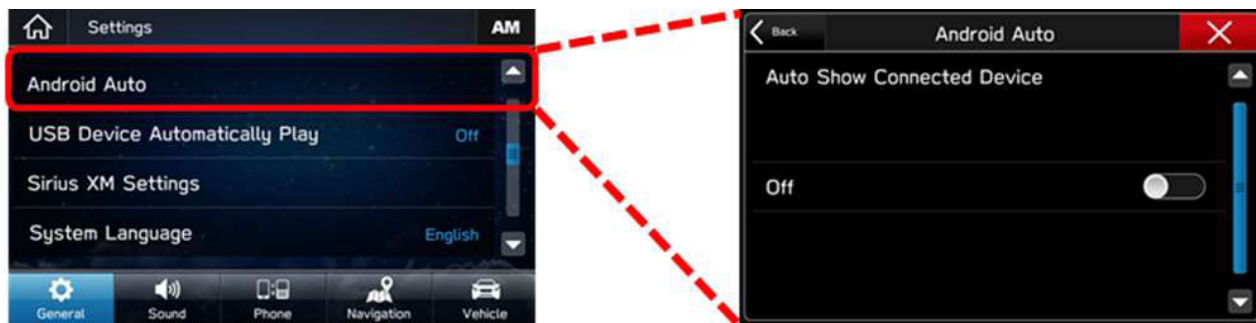 Settings
AM
Android Auto
USB Device Automatically Play
Off
Sirius XM Settings
System Language
English
General
Sound
Phone
Navigation
Vehicle
Back
Android Auto
Auto Show Connected Device
Off